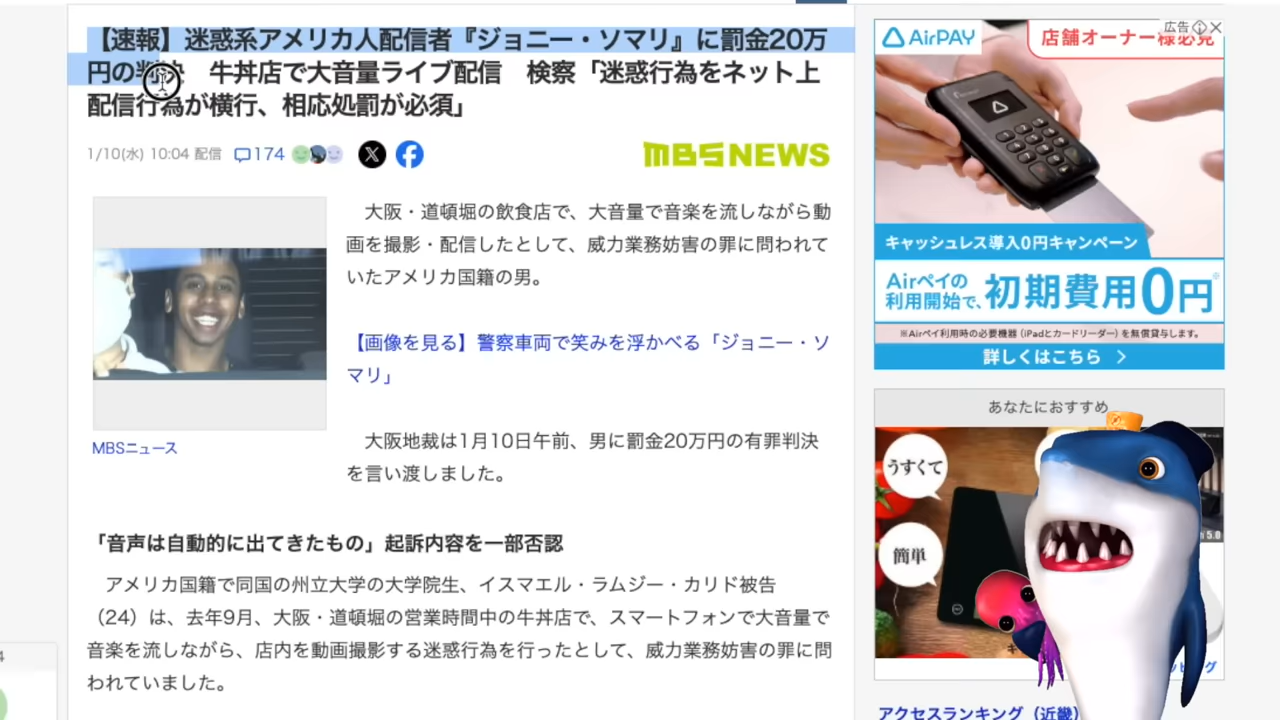 【速報】迷惑系アメリカ人配信者『ジョニー・ソマリ』に罰金20万
円の判決　牛丼店で大音量ライブ配信　検察「迷惑行為をネット上
配信行為が横行、相応処罰が必須」
1/10(水) 10:04 配信 174
MBS NEWS
大阪・道頓堀の飲食店で、大音量で音楽を流しながら動
画を撮影・配信したとして、威力業務妨害の罪に問われて
いたアメリカ国籍の男。
【画像を見る】警察車両で笑みを浮かべる「ジョニー・ソ
マリ」
MBSニュース
大阪地裁は1月10日午前、男に罰金20万円の有罪判決
を言い渡しました。
「音声は自動的に出てきたもの」起訴内容を一部否認
アメリカ国籍で同国の州立大学の大学院生、イスマエル・ラムジー・カリド被告
（24）は、去年9月、大阪・道頓堀の営業時間中の牛丼店で、スマートフォンで大音量で
音楽を流しながら、店内を動画撮影する迷惑行為を行ったとして、威力業務妨害の罪に問
われていました。
4
広告
AirPAY
店舗オーナー様必見
キャッシュレス導入0円キャンペーン
Airペイの
利用開始で、初期費用0円※
※Airペイ利用時の必要機器（iPadとカードリーダー）を無償貸与します。
詳しくはこちら
あなたにおすすめ
うすくて
簡単
5.0
アクセスランキング（近畿）